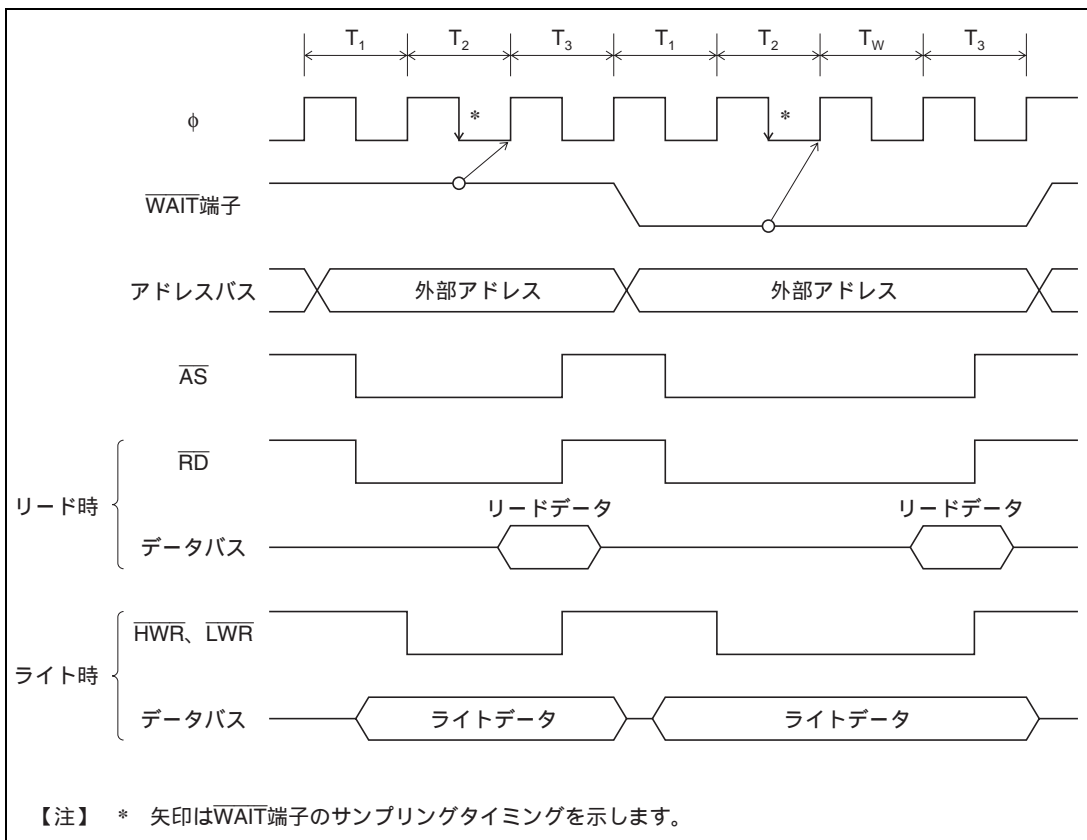 T1 T2 T3 T1 T2 TW T3
φ * *
WAIT端子
アドレスバス 外部アドレス 外部アドレス
AS
RD
リード時 リードデータ リードデータ
データバス
HWR、LWR
ライト時
データバス ライトデータ ライトデータ
【注】 * 矢印はWAIT端子のサンプリングタイミングを示します。